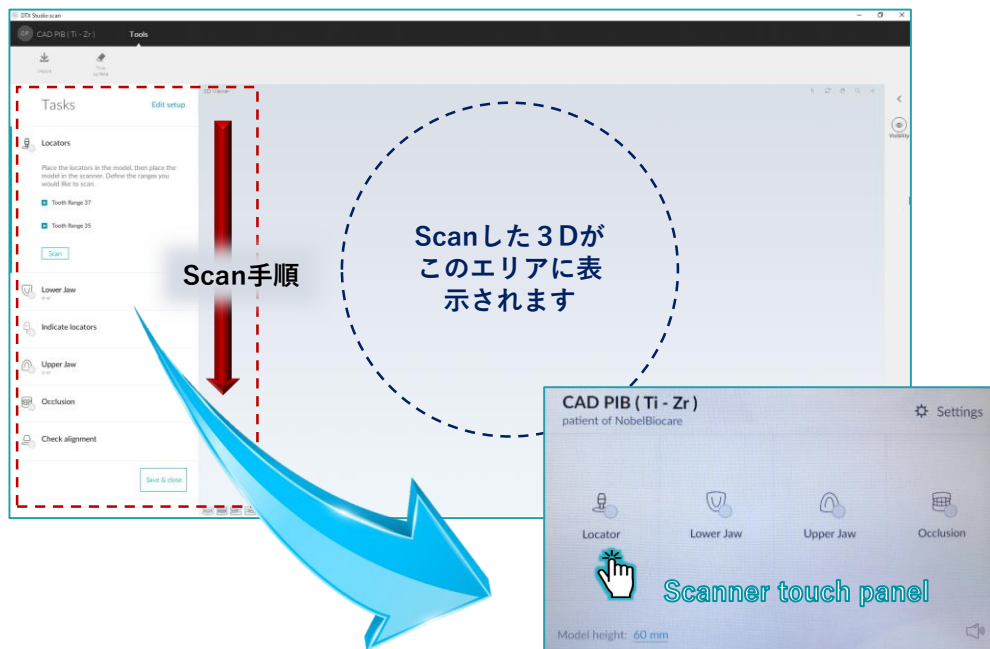 DTX Studio scan
CAD PIB ( Ti - Zr )
Tools
Import
Tasks
Edit setup
3D Viewer
Locators
Place the locators in the model, then place the
model in the scanner. Define the ranges you
would like to scan.
Tooth Range 37
Tooth Range 35
Scan
Lower Jaw
Indicate locators
Upper Jaw
Occlusion
Check alignment
Save & close
Visibility
Scan手順
Scanした３Dが
このエリアに表
示されます
CAD PIB ( Ti - Zr )
patient of NobelBiocare
Settings
Locator
Lower Jaw
Upper Jaw
Occlusion
Scanner touch panel
Model height: 60 mm